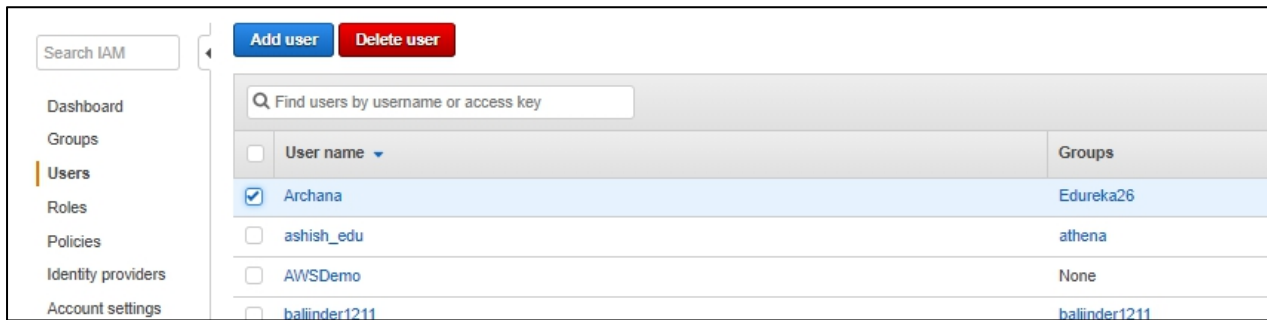 Search IAM
Dashboard
Groups
Users
Roles
Policies
Identity providers
Account settings
Add user Delete user
Find users by username or access key
User name Groups
Archana Edureka26
ashish_edu athena
AWSDemo None
baljinder1211 baljinder1211